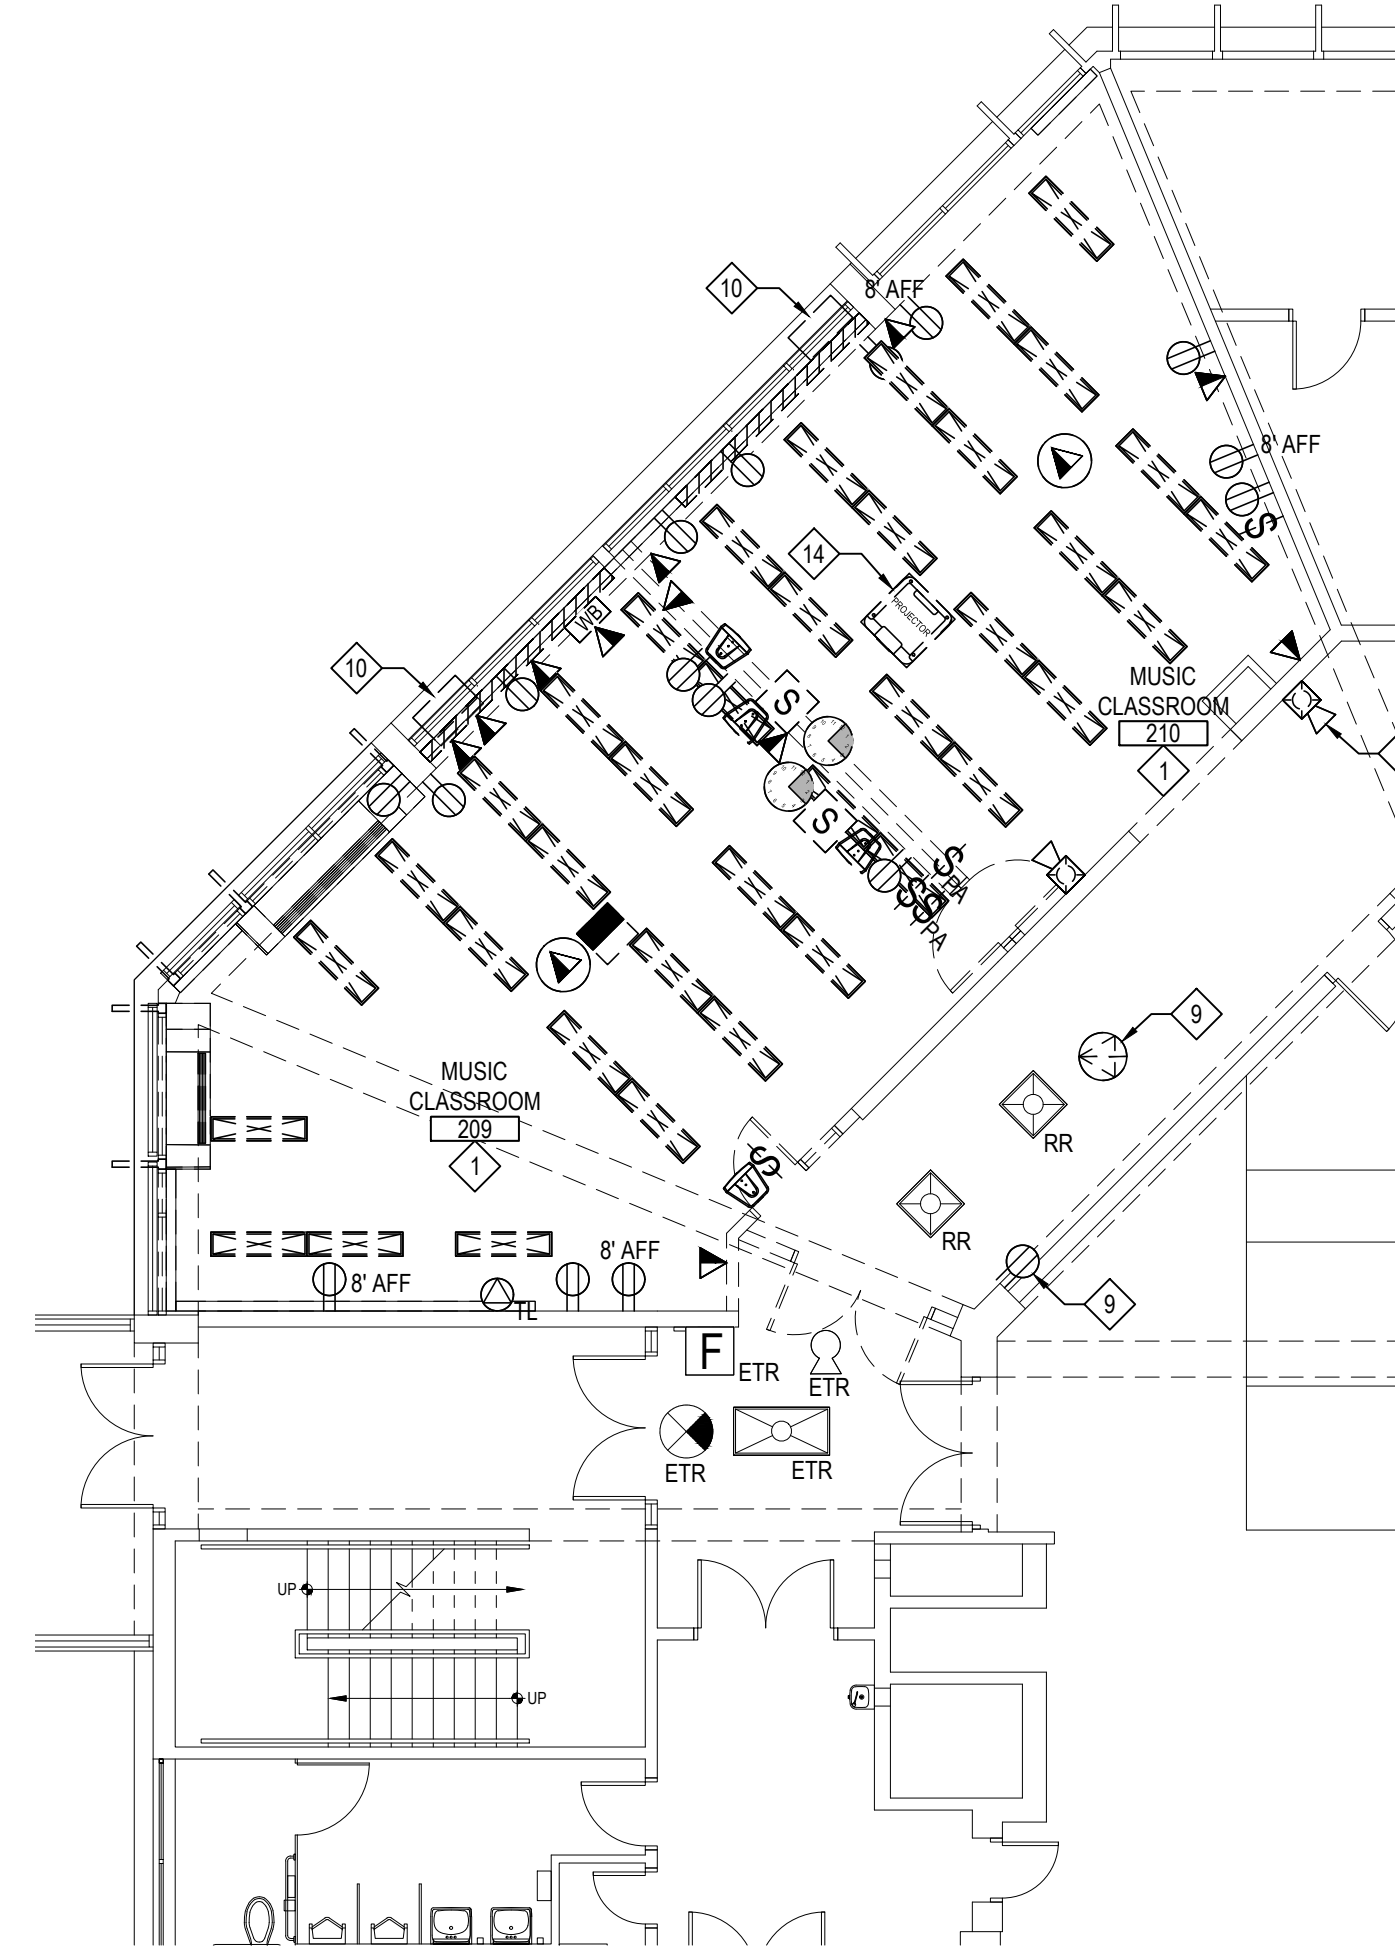 10
8' AFF
8' AFF
14
PROJECTOR
WB
10
MUSIC
CLASSROOM
210
1
S
S
S
S
S
PA
S
PA
9
MUSIC
CLASSROOM
209
1
S
RR
RR
8' AFF
8' AFF
TL
9
F
ETR
ETR
ETR
ETR
UP
UP